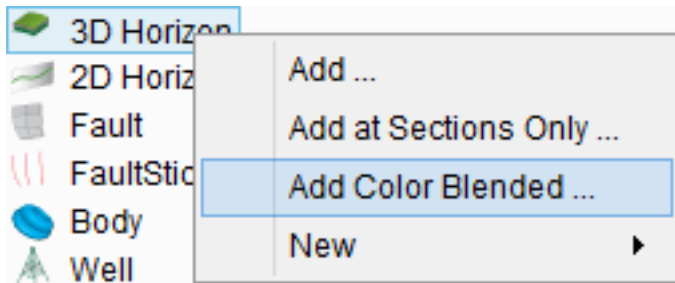 3D Horizon
2D Horiz
Fault
FaultStic
Body
Well
Add ...
Add at Sections Only ...
Add Color Blended ...
New